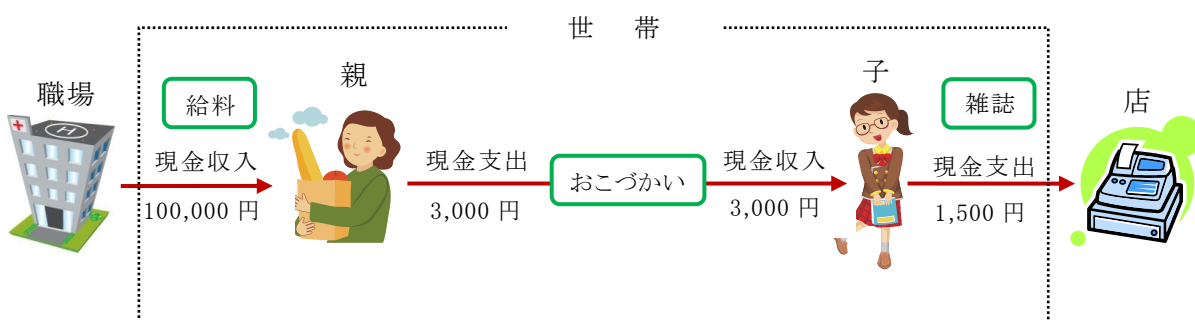 世 帯
職場
給料
現金収入
100,000 円
親
現金支出
3,000 円
おこづかい
現金収入
3,000 円
子
雑誌
現金支出
1,500 円
店
H